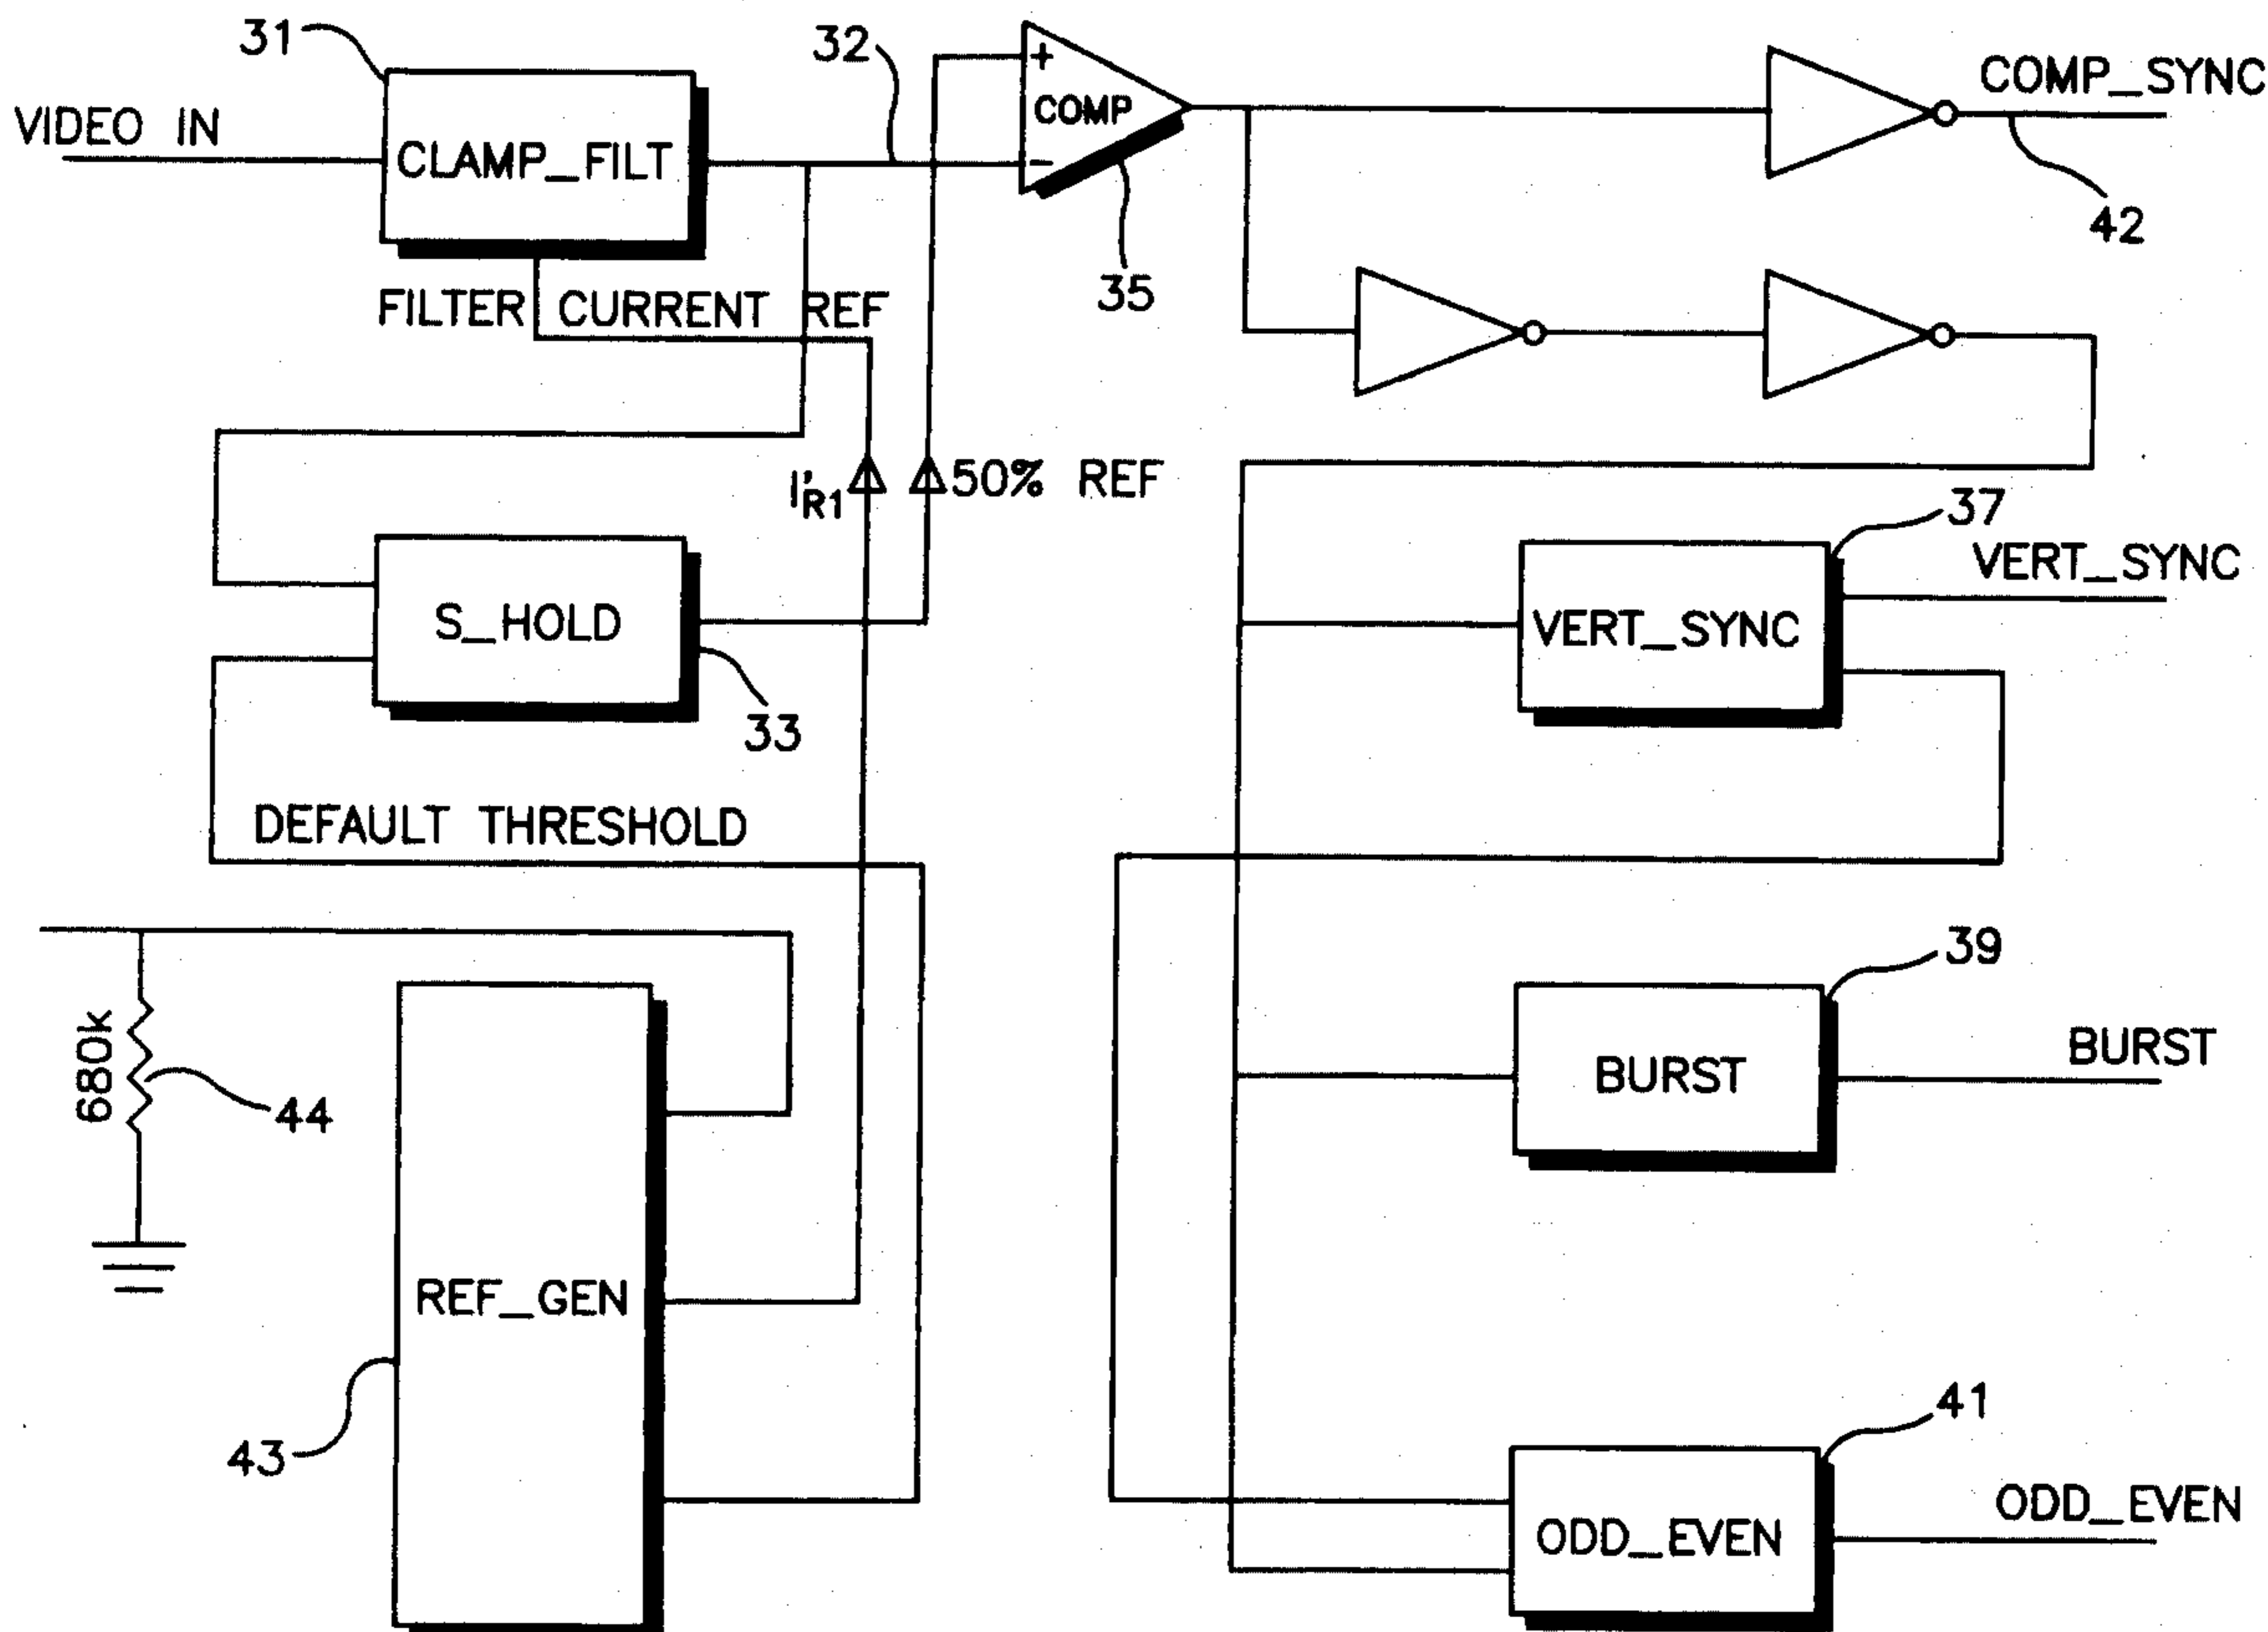 31
VIDEO IN
CLAMP_FILT
32
+
COMP
-
35
COMP_SYNC
42
FILTER CURRENT REF
I'R1
50% REF
S_HOLD
33
37
VERT_SYNC
VERT_SYNC
DEFAULT THRESHOLD
680k
44
39
BURST
BURST
REF_GEN
43
41
ODD_EVEN
ODD_EVEN